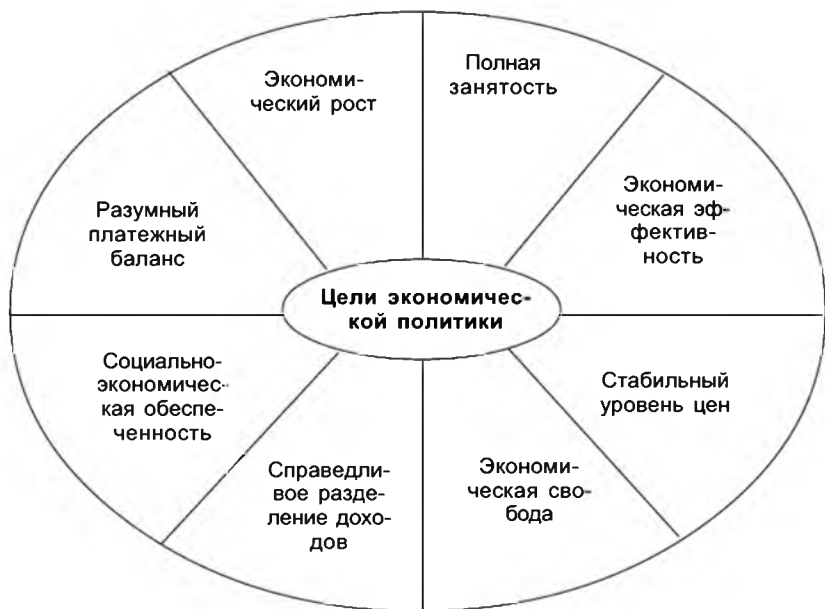 Экономи-
ческий рост
Полная
занятость
Экономи-
ческая эф-
фектив-
ность
Стабильный
уровень цен
Экономи-
ческая сво-
бода
Справедли-
вое разде-
ление дохо-
дов
Социально-
экономичес-
кая обеспе-
ченность
Разумный
платежный
баланс
Цели экономичес-
кой политики